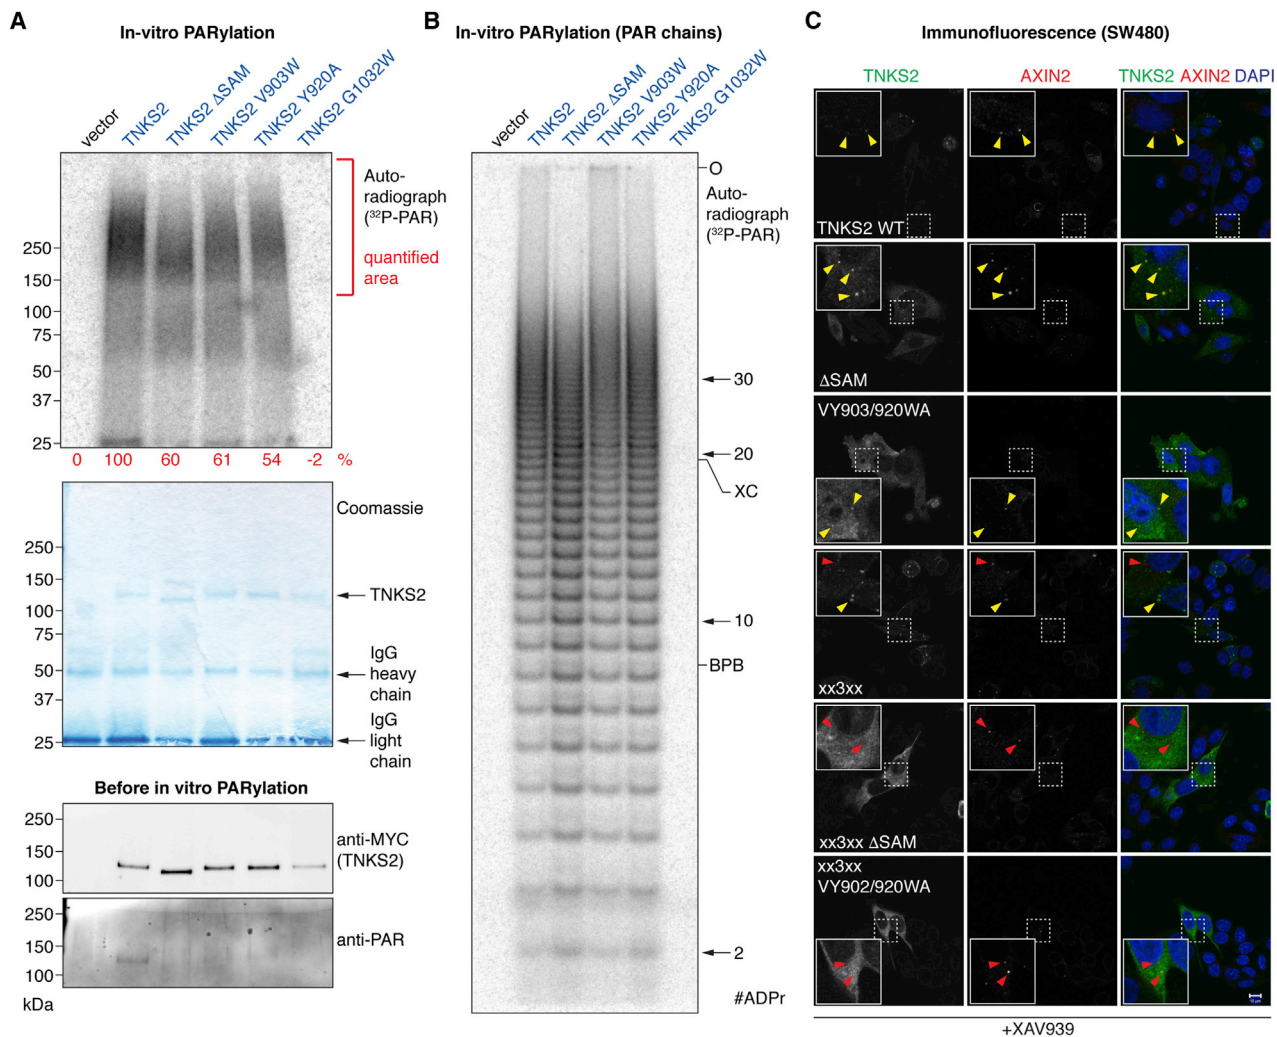 A
In-vitro PARylation
vector
TNKS2
TNKS2 ΔSAM
TNKS2 V903W
TNKS2 Y920A
TNKS2 G1032W
Auto-
radiograph
(³²P-PAR)
quantified
area
250
150
100
75
50
37
25
0 100 60 61 54 -2 %
Coomassie
250
150
100
75
50
37
25
TNKS2
IgG
heavy
chain
IgG
light
chain
Before in vitro PARylation
250
150
100
anti-MYC
(TNKS2)
250
150
100
anti-PAR
kDa
B
In-vitro PARylation (PAR chains)
vector
TNKS2
TNKS2 ΔSAM
TNKS2 V903W
TNKS2 Y920A
TNKS2 G1032W
O
Auto-
radiograph
(³²P-PAR)
30
20
XC
10
BPB
2
#ADPr
C
Immunofluorescence (SW480)
TNKS2
AXIN2
TNKS2 AXIN2 DAPI
TNKS2 WT
ΔSAM
VY903/920WA
xx3xx
xx3xx ΔSAM
xx3xx
VY902/920WA
+XAV939